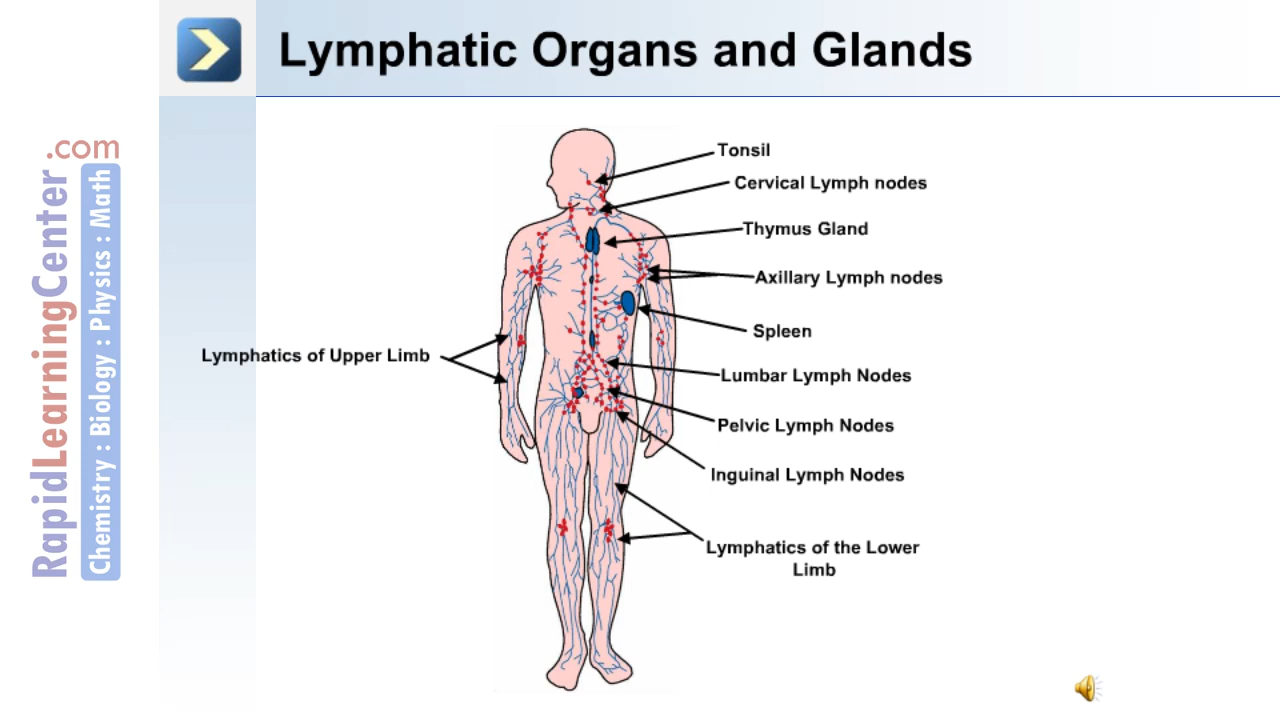 Lymphatic Organs and Glands
RapidLearningCenter.com
Chemistry : Biology : Physics : Math
Tonsil
Cervical Lymph nodes
Thymus Gland
Axillary Lymph nodes
Spleen
Lymphatics of Upper Limb
Lumbar Lymph Nodes
Pelvic Lymph Nodes
Inguinal Lymph Nodes
Lymphatics of the Lower
Limb